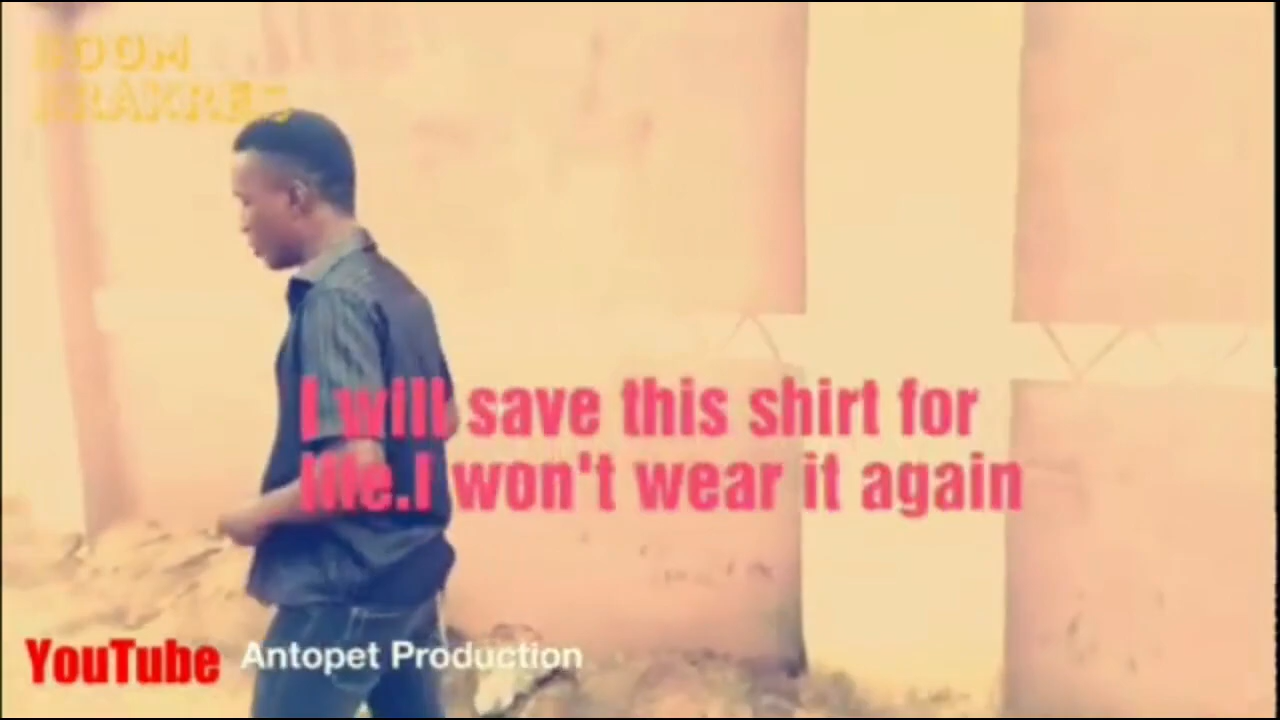 I will save this shirt for
life.I won't wear it again
YouTube Antopet Production